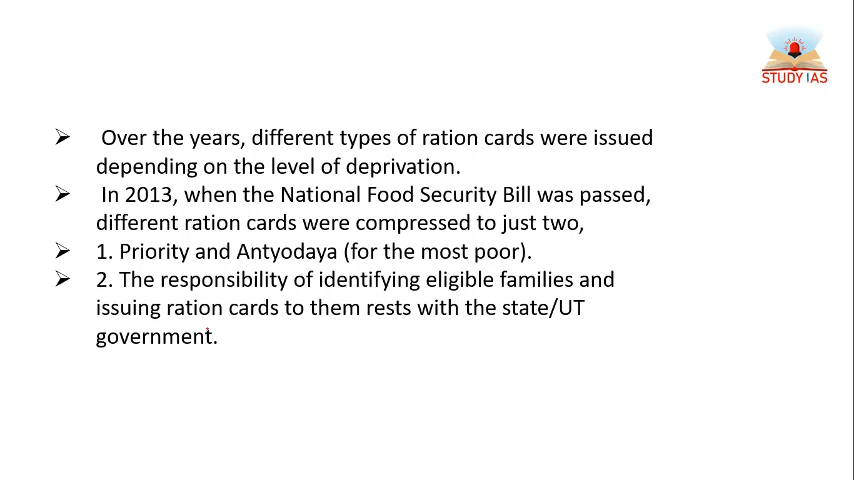 STUDY IAS
➢ Over the years, different types of ration cards were issued
depending on the level of deprivation.
➢ In 2013, when the National Food Security Bill was passed,
different ration cards were compressed to just two,
➢ 1. Priority and Antyodaya (for the most poor).
➢ 2. The responsibility of identifying eligible families and
issuing ration cards to them rests with the state/UT
government.